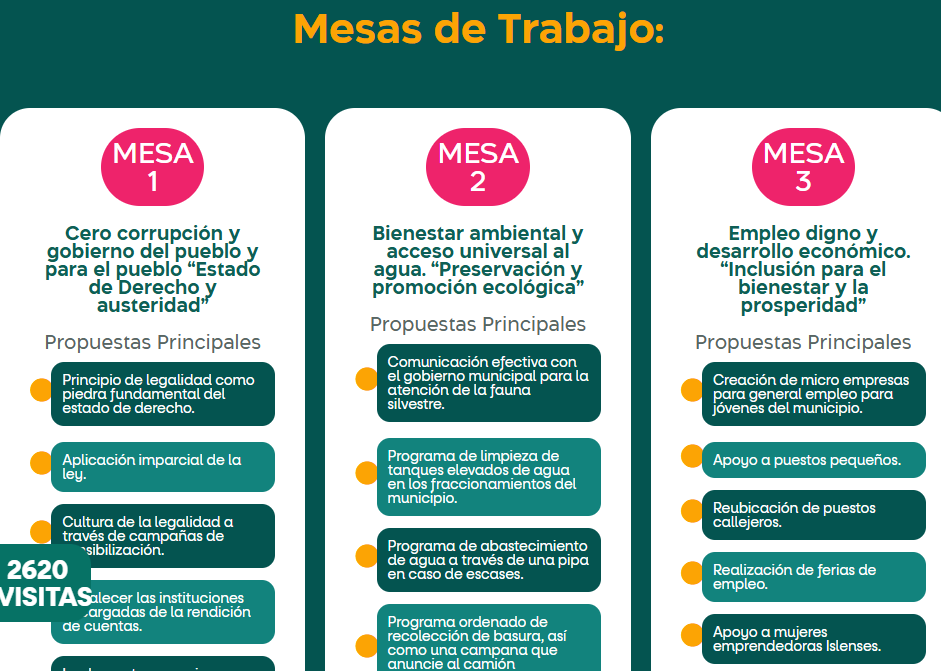 Mesas de Trabajo:
MESA
1
Cero corrupción y
gobierno del pueblo y
para el pueblo “Estado
de Derecho y
austeridad”
Propuestas Principales
Principio de legalidad como
piedra fundamental del
estado de derecho.
Aplicación imparcial de la
ley.
Cultura de la legalidad a
través de campañas de
sibilización.
2620
VISITAS
alecer las instituciones
cargadas de la rendición
de cuentas.
MESA
2
Bienestar ambiental y
acceso universal al
agua. “Preservación y
promoción ecológica”
Propuestas Principales
Comunicación efectiva con
el gobierno municipal para la
atención de la fauna
silvestre.
Programa de limpieza de
tanques elevados de agua
en los fraccionamientos del
municipio.
Programa de abastecimiento
de agua a través de una pipa
en caso de escases.
Programa ordenado de
recolección de basura, así
como una campana que
anuncie al camión
MESA
3
Empleo digno y
desarrollo económico.
“Inclusión para el
bienestar y la
prosperidad”
Propuestas Principales
Creación de micro empresas
para general empleo para
jóvenes del municipio.
Apoyo a puestos pequeños.
Reubicación de puestos
callejeros.
Realización de ferias de
empleo.
Apoyo a mujeres
emprendedoras Islenses.